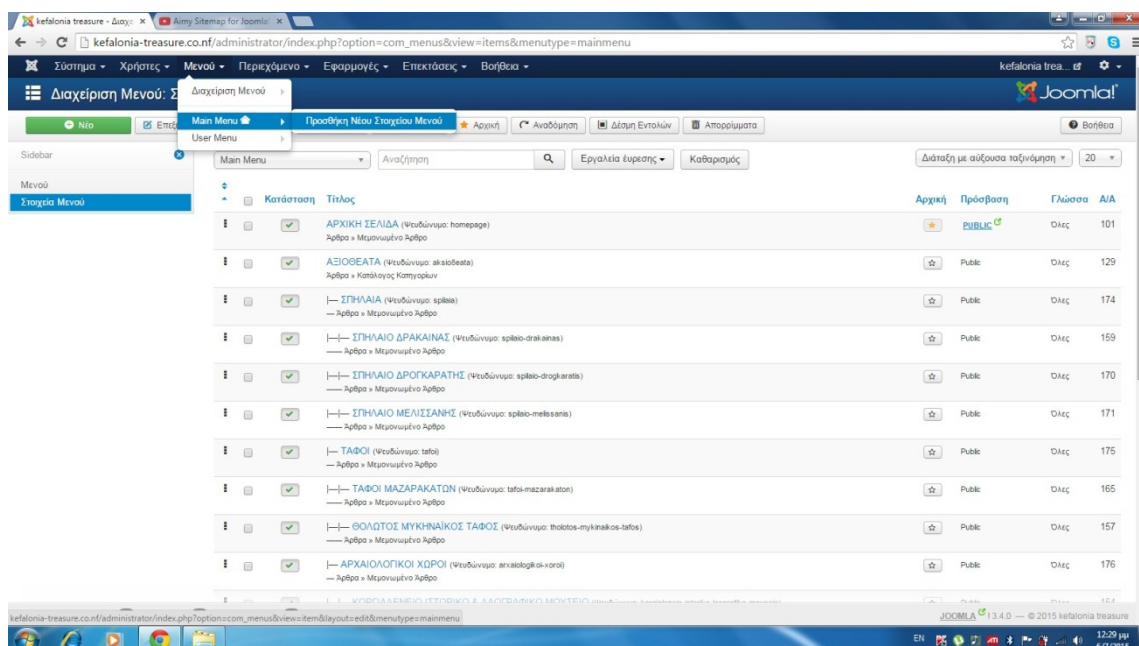 kefalonia treasure - Διαχε
Aimy Sitemap for Joomla!
kefalonia-treasure.co.nf/administrator/index.php?option=com_menus&view=items&menutype=mainmenu
Σύστημα Χρήστες Μενού Περιεχόμενο Εφαρμογές Επεκτάσεις Βοήθεια kefalonia trea...
Διαχείριση Μενού: Σ Joomla!
Διαχείριση Μενού
Main Menu Προσθήκη Νέου Στοιχείου Μενού
User Menu
Νέο Επεξ Αρχική Αναδόμηση Δέσμη Εντολών Απορρίμματα Βοήθεια
Sidebar
Μενού
Στοιχεία Μενού
Main Menu Αναζήτηση Εργαλεία έυρεσης Καθαρισμός Διάταξη με αύξουσα ταξινόμηση 20
Κατάσταση Τίτλος Αρχική Πρόσβαση Γλώσσα Α/Α
ΑΡΧΙΚΗ ΣΕΛΙΔΑ (Ψευδώνυμο: homepage) PUBLIC Όλες 101
Άρθρα » Μεμονωμένο Άρθρο
ΑΞΙΟΘΕΑΤΑ (Ψευδώνυμο: aksiotheata) Public Όλες 129
Άρθρα » Κατάλογος Κατηγορίων
|— ΣΠΗΛΑΙΑ (Ψευδώνυμο: spilaia) Public Όλες 174
— Άρθρα » Μεμονωμένο Άρθρο
|—|— ΣΠΗΛΑΙΟ ΔΡΑΚΑΙΝΑΣ (Ψευδώνυμο: spilaio-drakainas) Public Όλες 159
—— Άρθρα » Μεμονωμένο Άρθρο
|—|— ΣΠΗΛΑΙΟ ΔΡΟΓΚΑΡΑΤΗΣ (Ψευδώνυμο: spilaio-drogkaratis) Public Όλες 170
—— Άρθρα » Μεμονωμένο Άρθρο
|—|— ΣΠΗΛΑΙΟ ΜΕΛΙΣΣΑΝΗΣ (Ψευδώνυμο: spilaio-melissanis) Public Όλες 171
—— Άρθρα » Μεμονωμένο Άρθρο
|— ΤΑΦΟΙ (Ψευδώνυμο: tafoi) Public Όλες 175
— Άρθρα » Μεμονωμένο Άρθρο
|—|— ΤΑΦΟΙ ΜΑΖΑΡΑΚΑΤΩΝ (Ψευδώνυμο: tafoi-mazarakaton) Public Όλες 165
—— Άρθρα » Μεμονωμένο Άρθρο
|—|— ΘΟΛΩΤΟΣ ΜΥΚΗΝΑΪΚΟΣ ΤΑΦΟΣ (Ψευδώνυμο: tholotos-mykinaikos-tafos) Public Όλες 157
—— Άρθρα » Μεμονωμένο Άρθρο
|— ΑΡΧΑΙΟΛΟΓΙΚΟΙ ΧΩΡΟΙ (Ψευδώνυμο: arxaiologikoi-xoroi) Public Όλες 176
— Άρθρα » Μεμονωμένο Άρθρο
kefalonia-treasure.co.nf/administrator/index.php?option=com_menus&view=item&layout=edit&menutype=mainmenu
JOOMLA 3.4.0 — © 2015 kefalonia treasure
EN 12:29 μμ
6/7/2015